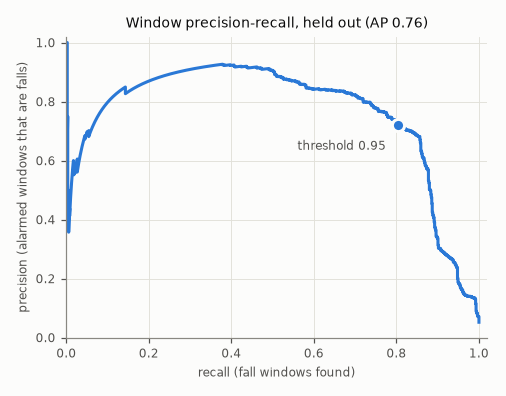 Window precision-recall, held out (AP 0.76)
precision (alarmed windows that are falls)
1.0
0.8
0.6
0.4
0.2
0.0
threshold 0.95
0.0 0.2 0.4 0.6 0.8 1.0
recall (fall windows found)